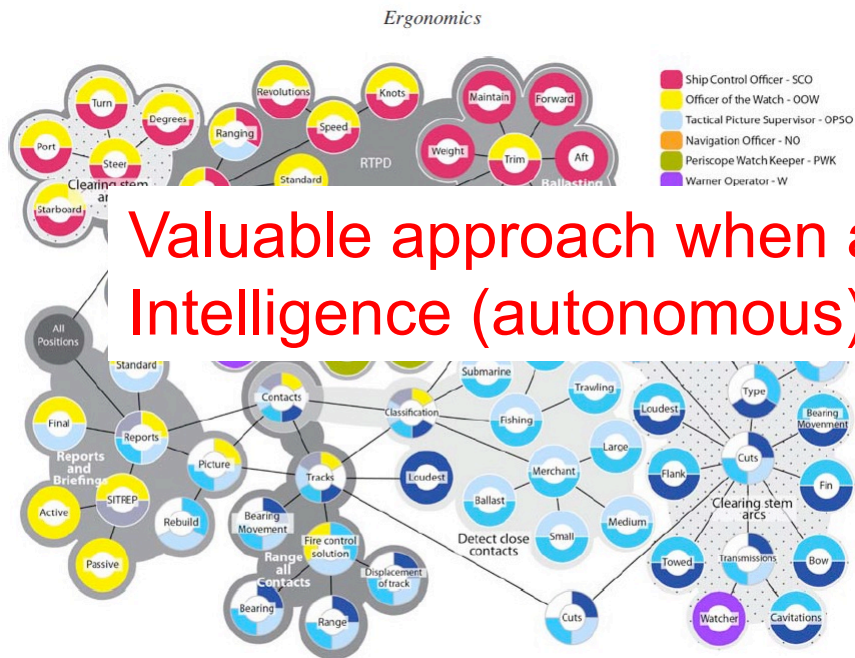 Ergonomics
Ship Control Officer - SCO
Officer of the Watch - OOW
Tactical Picture Supervisor - OPSO
Navigation Officer - NO
Periscope Watch Keeper - PWK
Warner Operator - W
Turn
Degrees
Port
Steer
Clearing stem
Starboard
Revolutions
Knots
Ranging
Speed
RTPD
Standard
Maintain
Forward
Weight
Trim
Aft
Ballasting
Valuable approach when
Intelligence (autonomous)
All
Positions
Standard
Final
Reports
Reports
and
Briefings
Active
SITREP
Passive
Picture
Rebuild
Contacts
Classification
Submarine
Fishing
Trawling
Tracks
Loudest
Merchant
Large
Ballast
Small
Medium
Detect close
contacts
Bearing
Movement
Fire control
solution
Range
all
Contacts
Displacement
of track
Bearing
Range
Cuts
Type
Loudest
Bearing
Movenment
Cuts
Flank
Fin
Clearing stem
arcs
Towed
Transmissions
Bow
Watcher
Cavitations